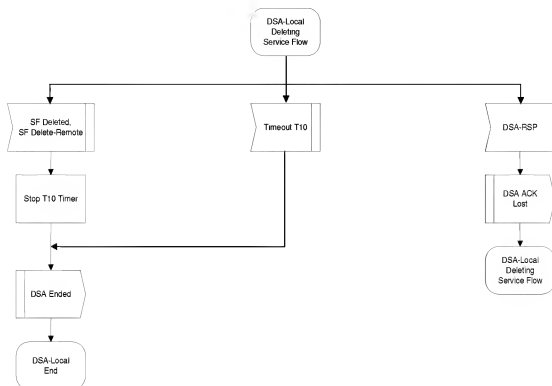 DSA-Local
Deleting
Service Flow
SF Deleted,
SF Delete-Remote
Timeout T10
DSA-RSP
Stop T10 Timer
DSA ACK
Lost
DSA-Local
Deleting
Service Flow
DSA Ended
DSA-Local
End